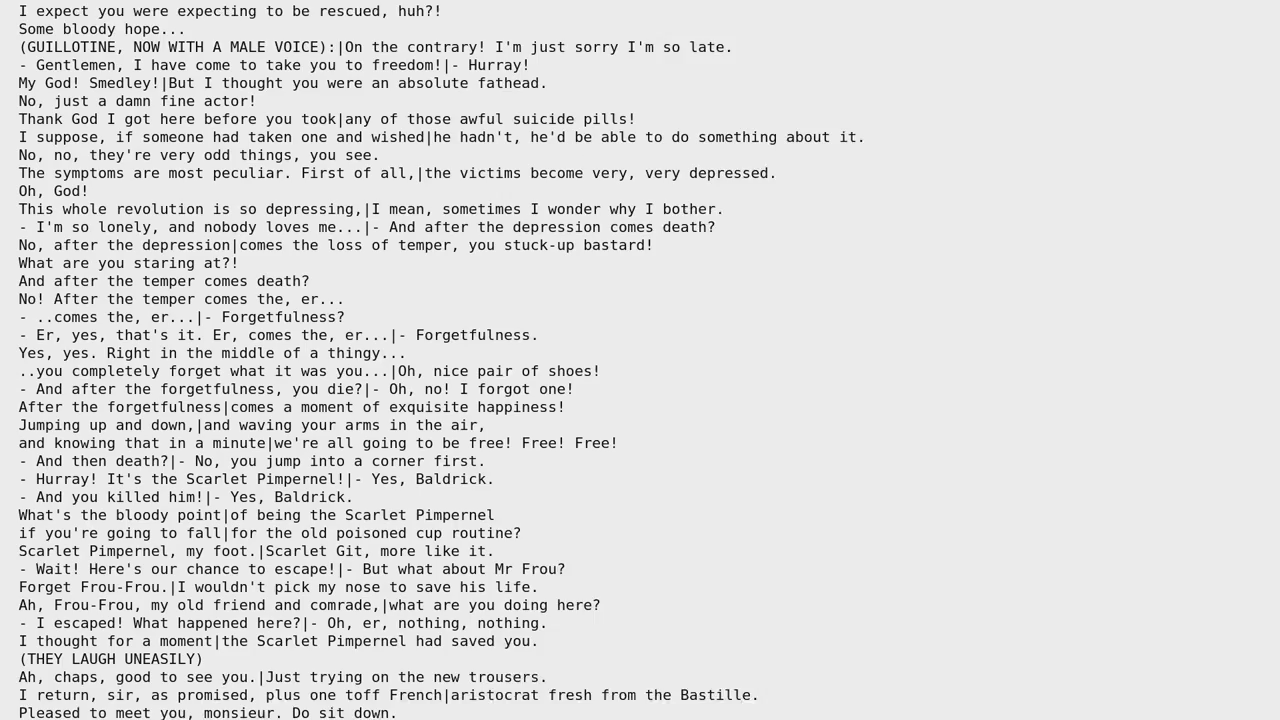 I expect you were expecting to be rescued, huh?!
Some bloody hope...
(GUILLOTINE, NOW WITH A MALE VOICE):|On the contrary! I'm just sorry I'm so late.
- Gentlemen, I have come to take you to freedom!|- Hurray!
My God! Smedley!|But I thought you were an absolute fathead.
No, just a damn fine actor!
Thank God I got here before you took|any of those awful suicide pills!
I suppose, if someone had taken one and wished|he hadn't, he'd be able to do something about it.
No, no, they're very odd things, you see.
The symptoms are most peculiar. First of all,|the victims become very, very depressed.
Oh, God!
This whole revolution is so depressing,|I mean, sometimes I wonder why I bother.
- I'm so lonely, and nobody loves me...|- And after the depression comes death?
No, after the depression|comes the loss of temper, you stuck-up bastard!
What are you staring at?!
And after the temper comes death?
No! After the temper comes the, er...
- ..comes the, er...|- Forgetfulness?
- Er, yes, that's it. Er, comes the, er...|- Forgetfulness.
Yes, yes. Right in the middle of a thingy...
..you completely forget what it was you...|Oh, nice pair of shoes!
- And after the forgetfulness, you die?|- Oh, no! I forgot one!
After the forgetfulness|comes a moment of exquisite happiness!
Jumping up and down,|and waving your arms in the air,
and knowing that in a minute|we're all going to be free! Free! Free!
- And then death?|- No, you jump into a corner first.
- Hurray! It's the Scarlet Pimpernel!|- Yes, Baldrick.
- And you killed him!|- Yes, Baldrick.
What's the bloody point|of being the Scarlet Pimpernel
if you're going to fall|for the old poisoned cup routine?
Scarlet Pimpernel, my foot.|Scarlet Git, more like it.
- Wait! Here's our chance to escape!|- But what about Mr Frou?
Forget Frou-Frou.|I wouldn't pick my nose to save his life.
Ah, Frou-Frou, my old friend and comrade,|what are you doing here?
- I escaped! What happened here?|- Oh, er, nothing, nothing.
I thought for a moment|the Scarlet Pimpernel had saved you.
(THEY LAUGH UNEASILY)
Ah, chaps, good to see you.|Just trying on the new trousers.
I return, sir, as promised, plus one toff French|aristocrat fresh from the Bastille.
Pleased to meet you, monsieur. Do sit down.